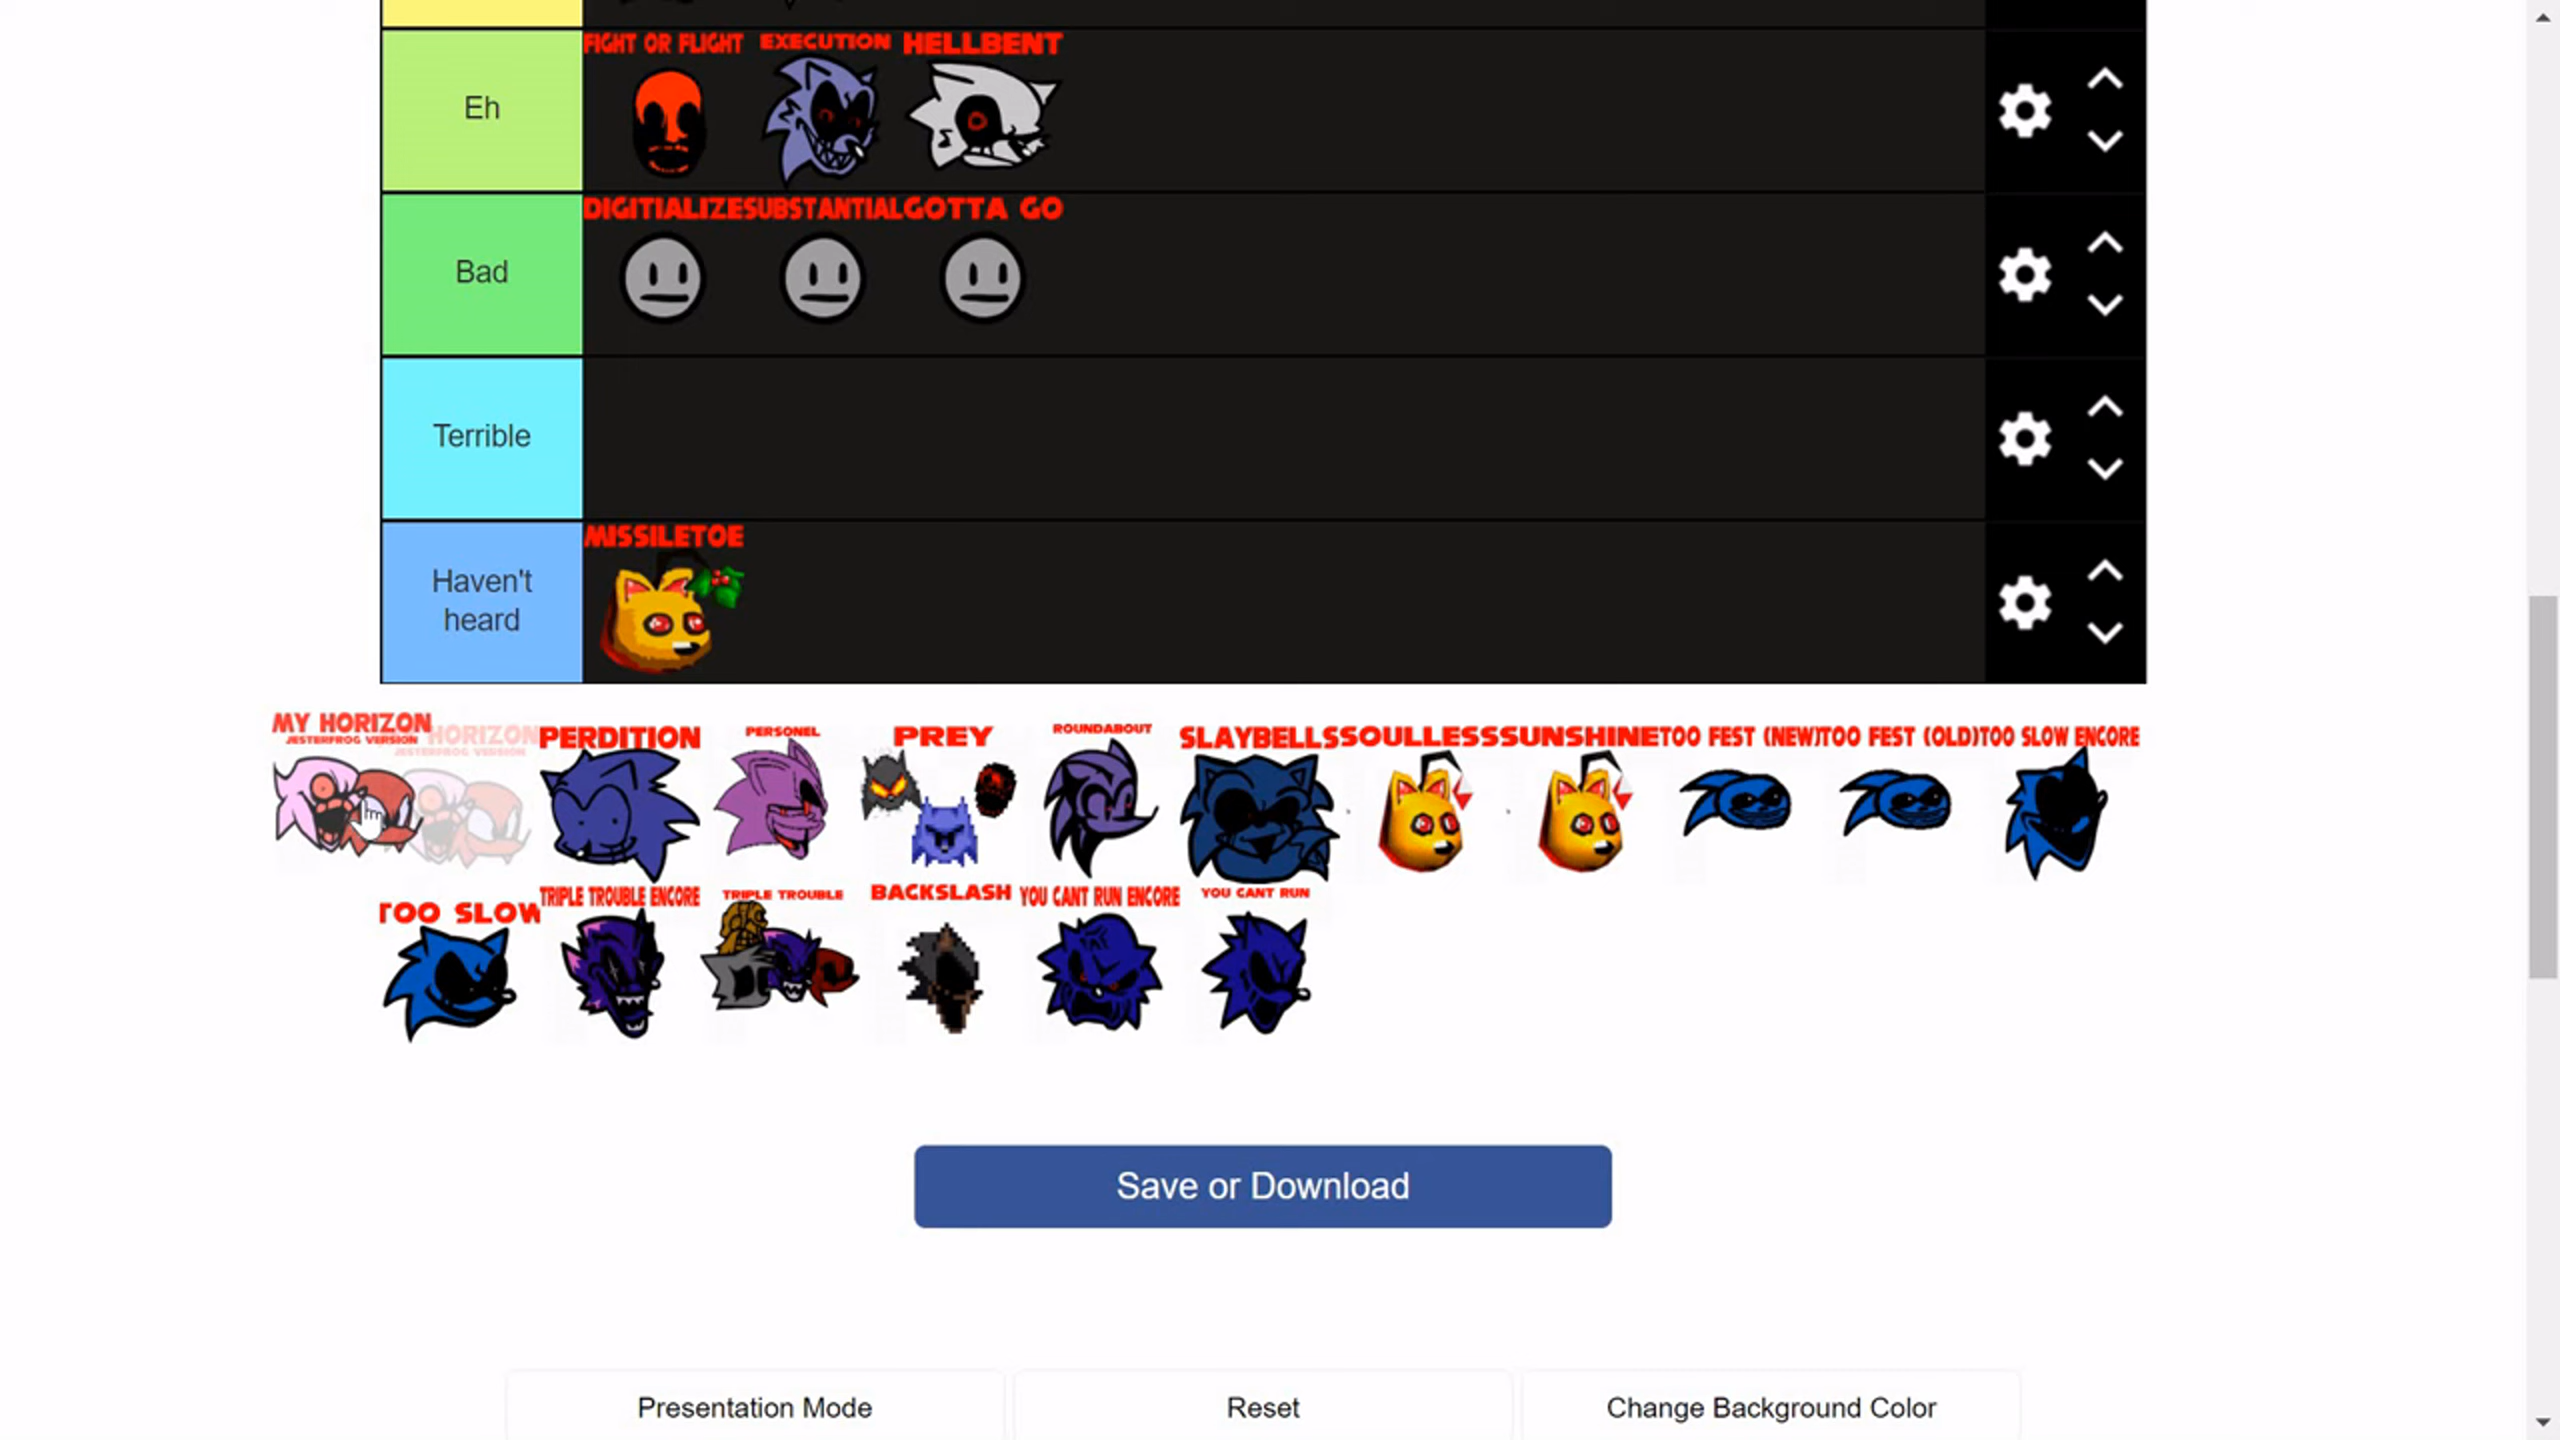 FIGHT OR FLIGHT EXECUTION HELLBENT
Eh
DIGITIALIZE SUBSTANTIAL GOTTA GO
Bad
Terrible
MISSILETOE
Haven't
heard
MY HORIZON HORIZON PERDITION PERSONEL PREY ROUNDABOUT SLAYBELLS SOULLESS SUNSHINE TOO FEST (NEW) TOO FEST (OLD) TOO SLOW ENCORE
JESTERFROG VERSION JESTERFROG VERSION
TOO SLOW TRIPLE TROUBLE ENCORE TRIPLE TROUBLE BACKSLASH YOU CANT RUN ENCORE YOU CANT RUN
Save or Download
Presentation Mode Reset Change Background Color